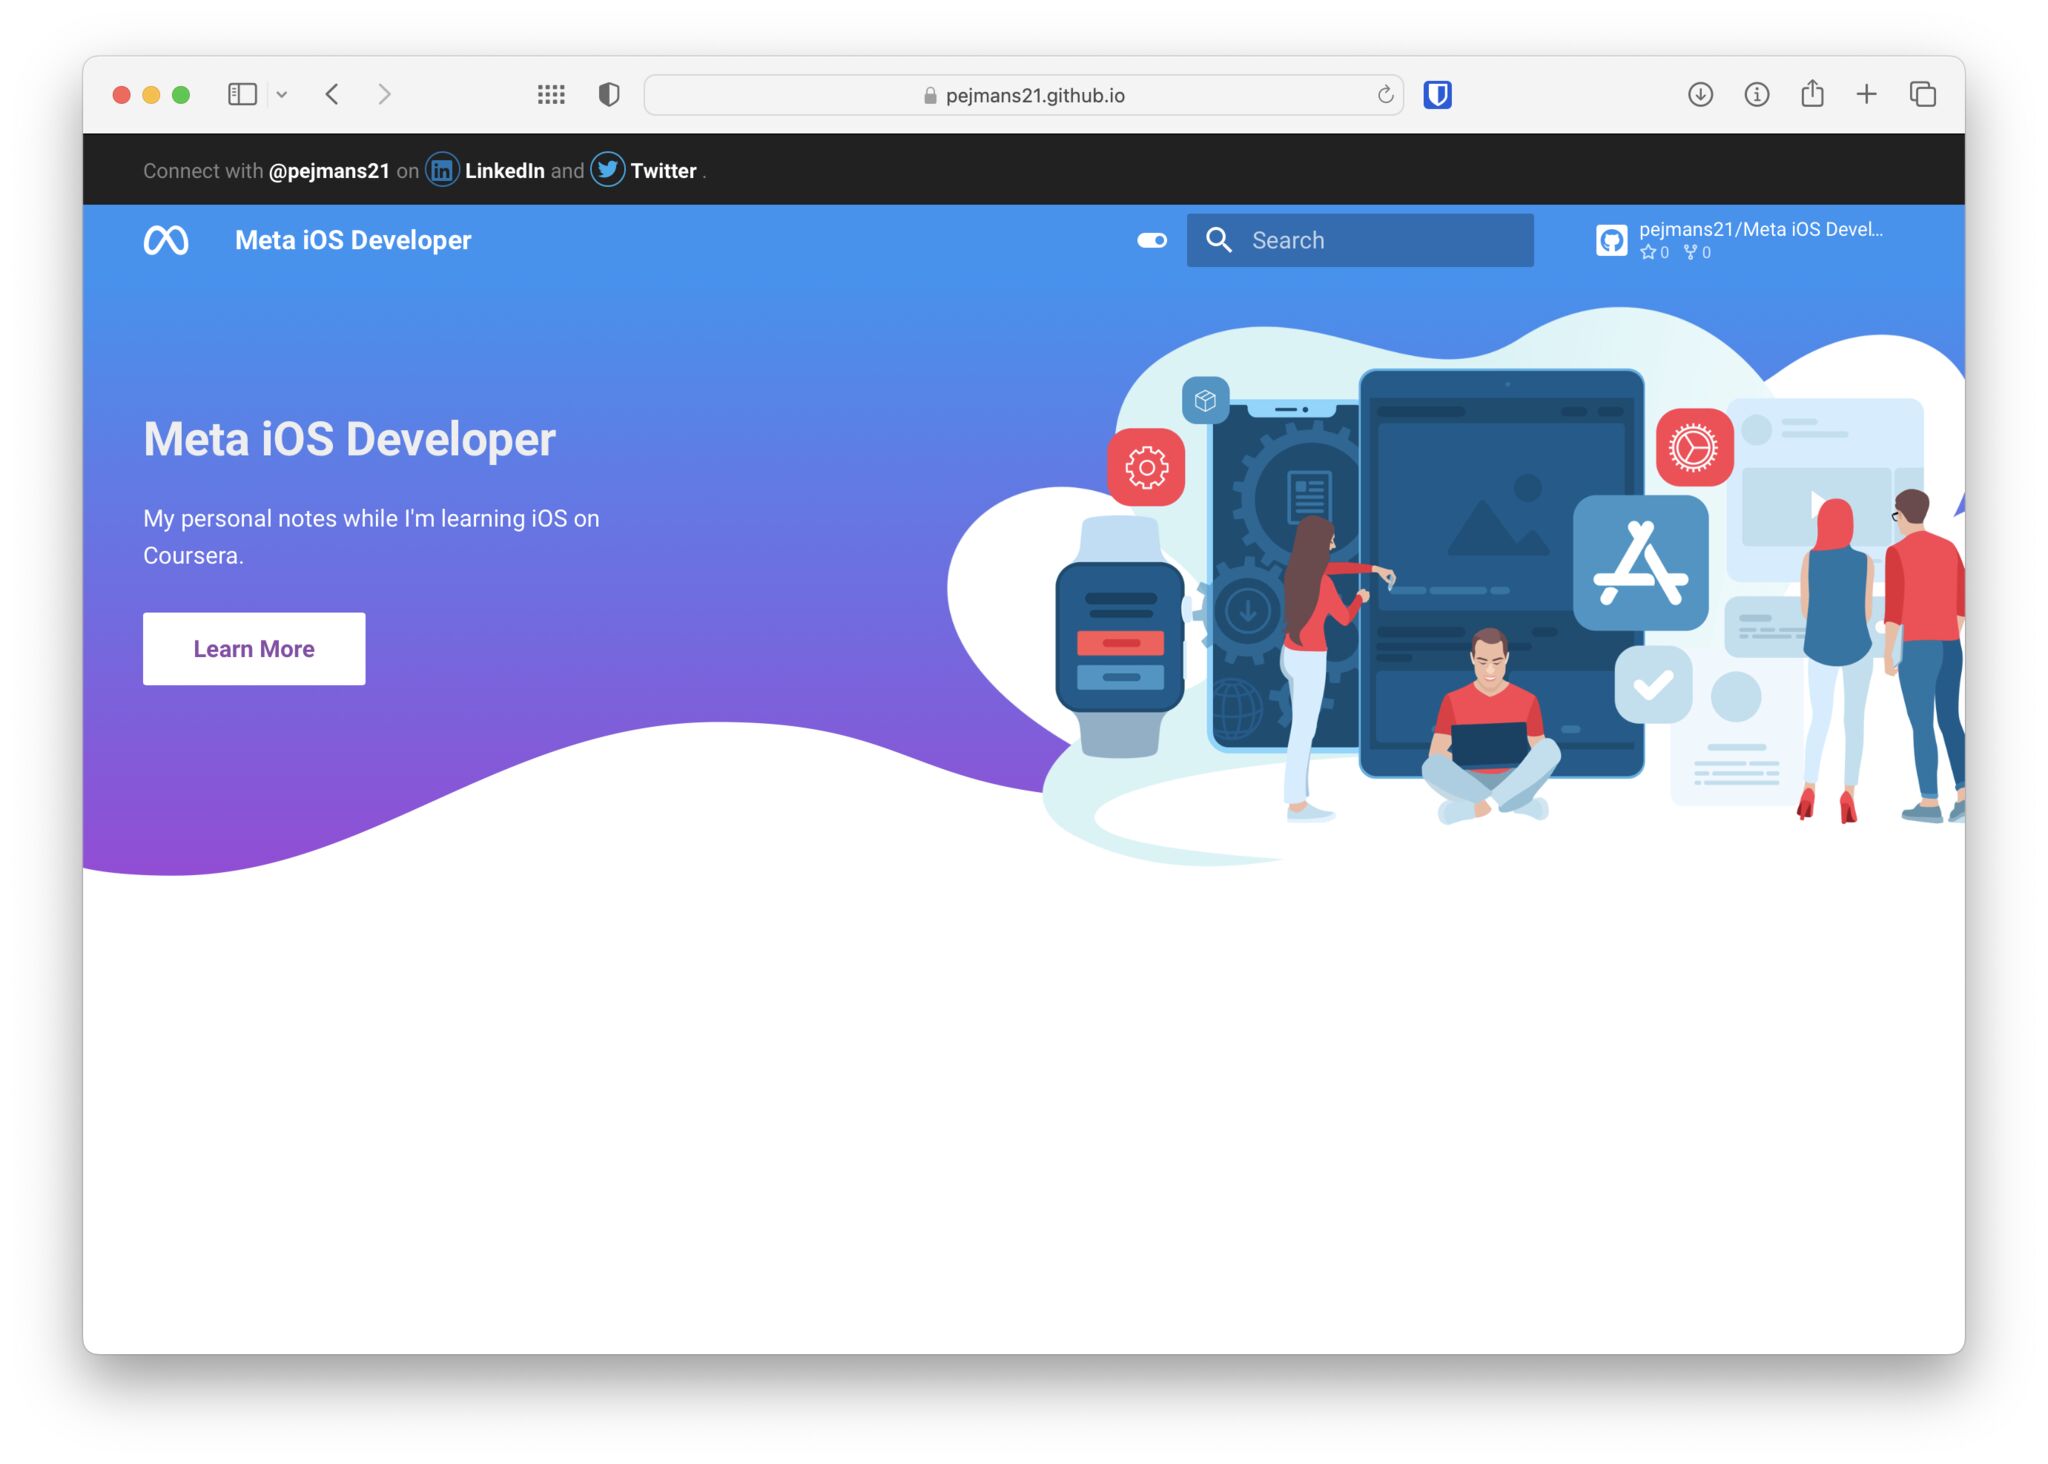 pejmans21.github.io
Connect with @pejmans21 on LinkedIn and Twitter .
Meta iOS Developer
Search
pejmans21/Meta iOS Devel...
0 0
Meta iOS Developer
My personal notes while I'm learning iOS on
Coursera.
Learn More